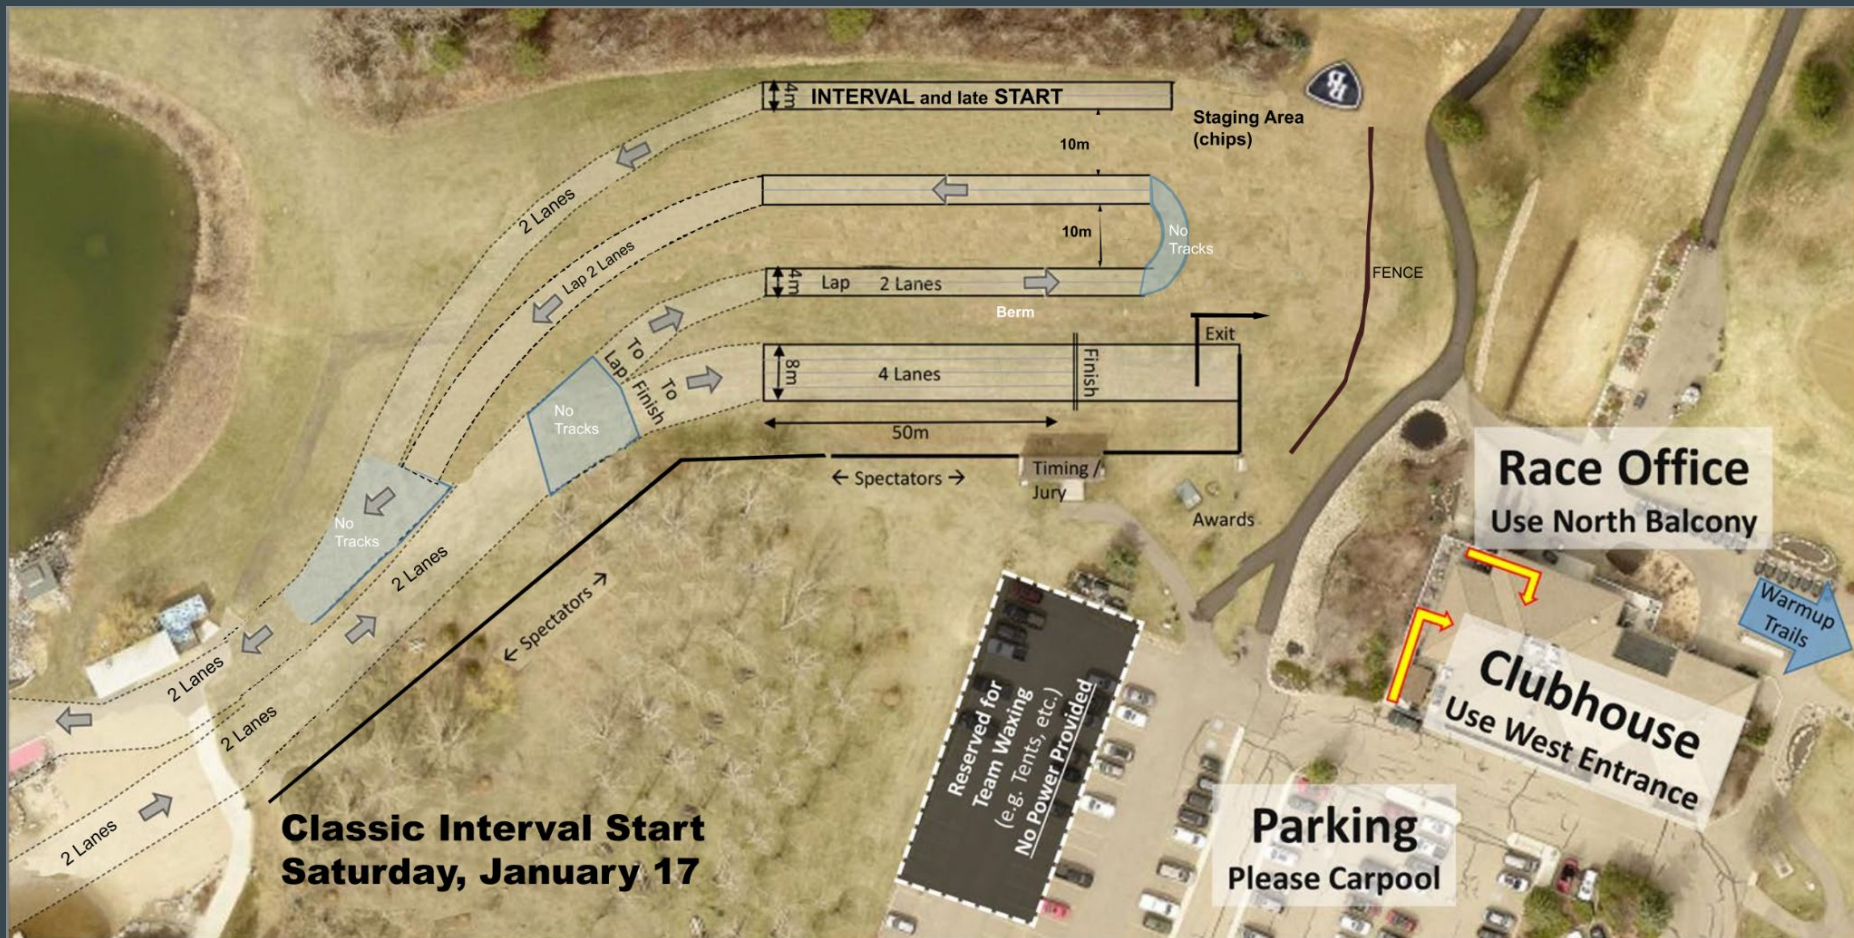 4m
INTERVAL and late START
Staging Area
(chips)
10m
2 Lanes
10m
No
Tracks
Lap 2 Lanes
4m
Lap 2 Lanes
FENCE
Berm
Exit
To
Lap
To
Finish
8m
4 Lanes
Finish
No
Tracks
50m
← Spectators →
Timing /
Jury
Awards
Race Office
Use North Balcony
No
Tracks
2 Lanes
← Spectators →
Warmup
Trails
2 Lanes
2 Lanes
2 Lanes
Clubhouse
Use West Entrance
Reserved for
Team Waxing
(e.g. Tents, etc.)
No Power Provided
Classic Interval Start
Saturday, January 17
Parking
Please Carpool